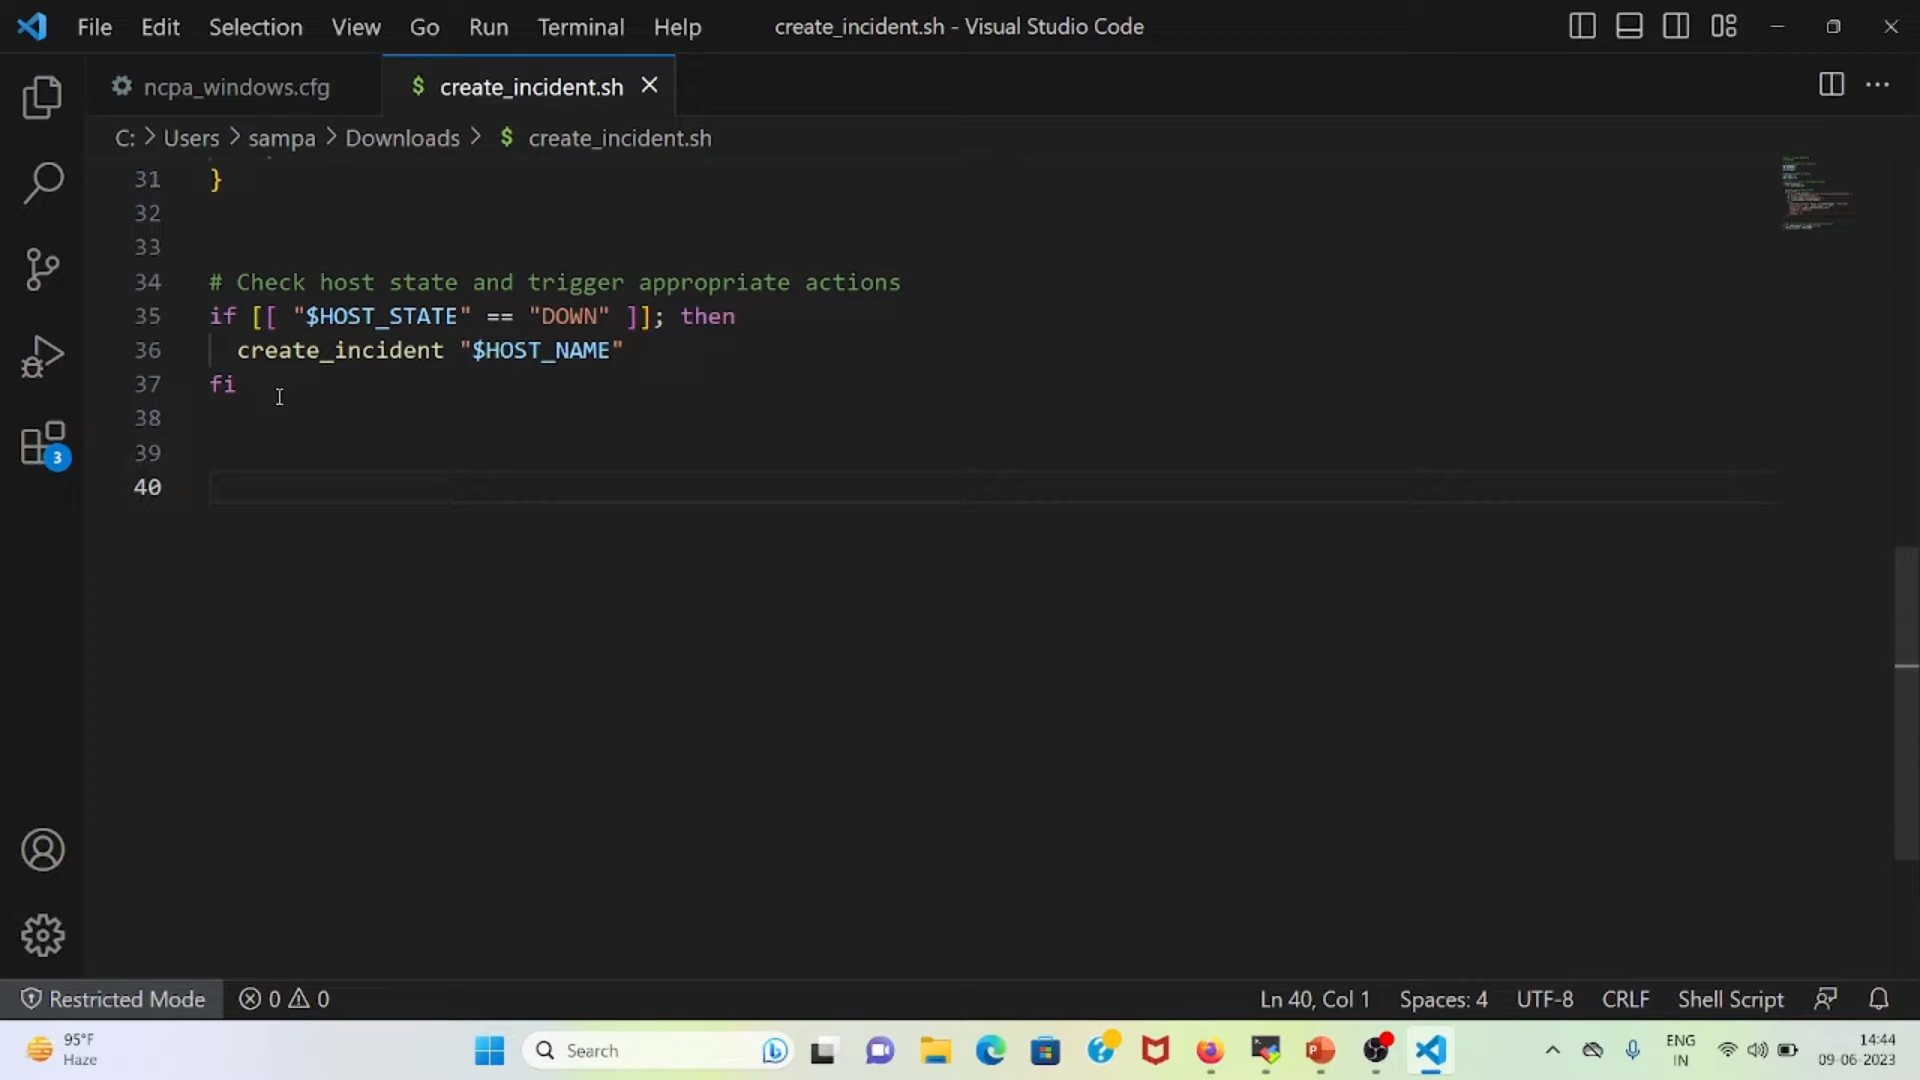 File Edit Selection View Go Run Terminal Help create_incident.sh - Visual Studio Code
ncpa_windows.cfg $ create_incident.sh
C: > Users > sampa > Downloads > $ create_incident.sh
31 }
32
33
34 # Check host state and trigger appropriate actions
35 if [[ "$HOST_STATE" == "DOWN" ]]; then
36 create_incident "$HOST_NAME"
37 fi
38
39
40
3
Restricted Mode 0 0 Ln 40, Col 1 Spaces: 4 UTF-8 CRLF Shell Script
95°F
Haze
Search
ENG
IN
14:44
09-06-2023